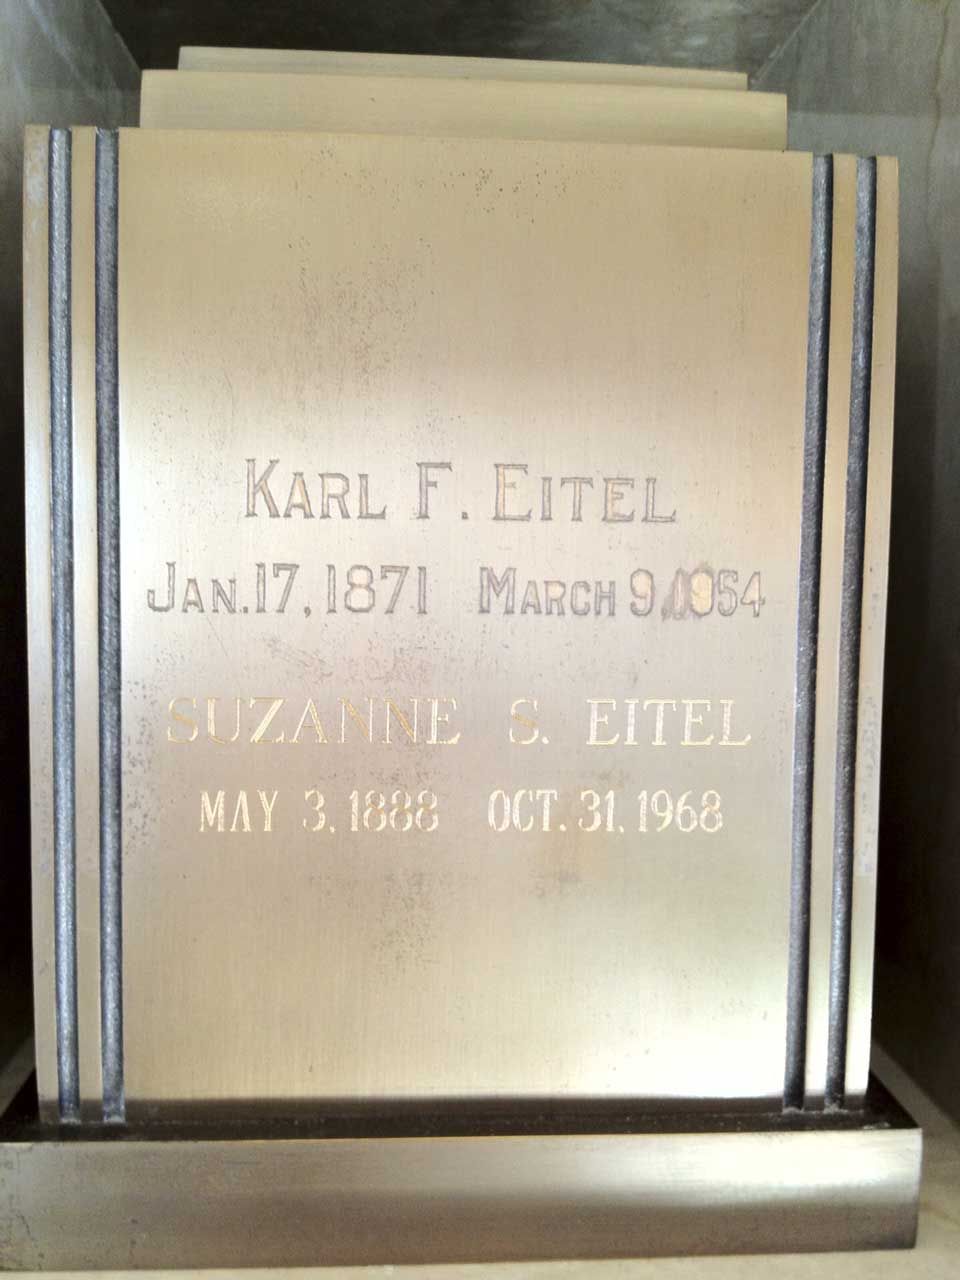 KARL F. EITEL
JAN. 17, 1871 MARCH 9, 1954
SUZANNE S. EITEL
MAY 3, 1888 OCT. 31, 1968